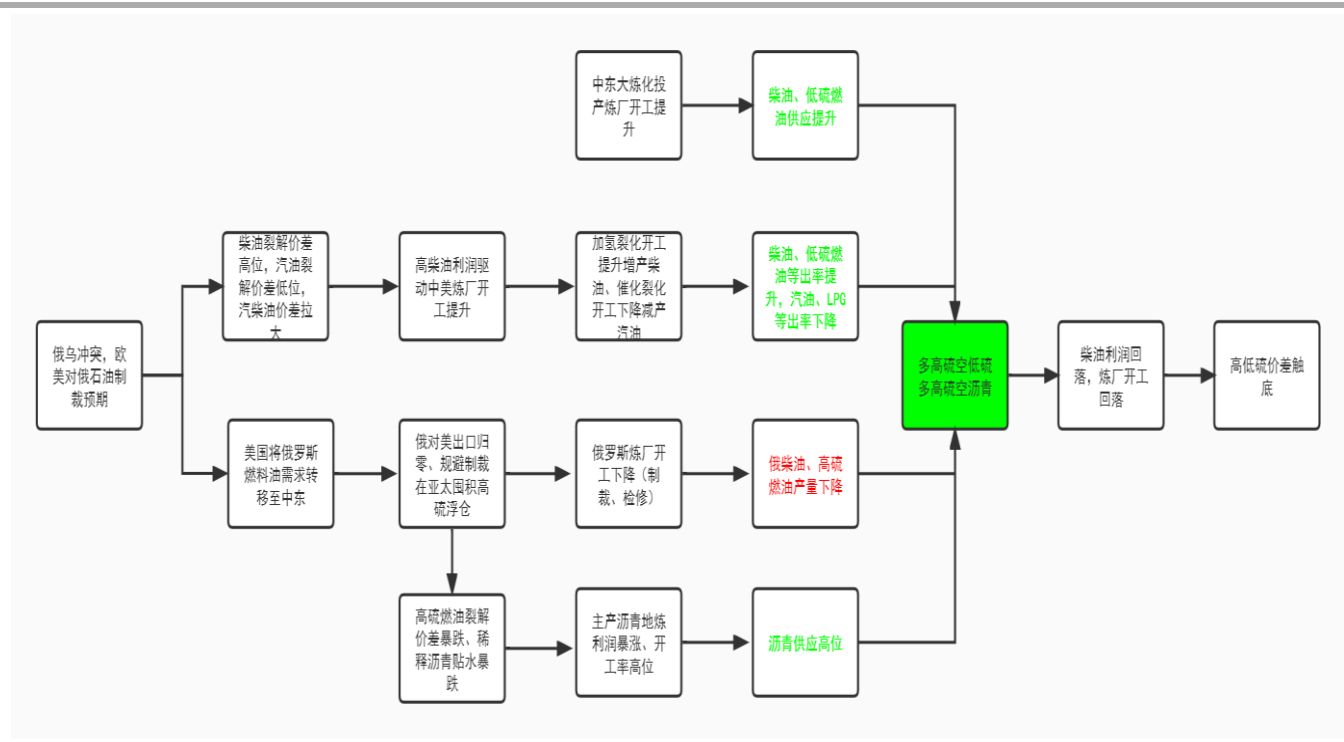 中东大炼化投
产炼厂开工提
升
柴油、低硫燃
油供应提升
柴油裂解价差
高位，汽油裂
解价差低位，
汽柴油价差拉
大
高柴油利润驱
动中美炼厂开
工提升
加氢裂化开工
提升增产柴
油、催化裂化
开工下降减产
汽油
柴油、低硫燃
油等出率提
升，汽油、LPG
等出率下降
俄乌冲突，欧
美对俄石油制
裁预期
多高硫空低硫
多高硫空沥青
柴油利润回
落，炼厂开工
回落
高低硫价差触
底
美国将俄罗斯
燃料油需求转
移至中东
俄对美出口归
零、规避制裁
在亚太囤积高
硫浮仓
俄罗斯炼厂开
工下降（制
裁、检修）
俄柴油、高硫
燃油产量下降
高硫燃油裂解
价差暴跌、稀
释沥青贴水暴
跌
主产沥青地炼
利润暴涨、开
工率高位
沥青供应高位